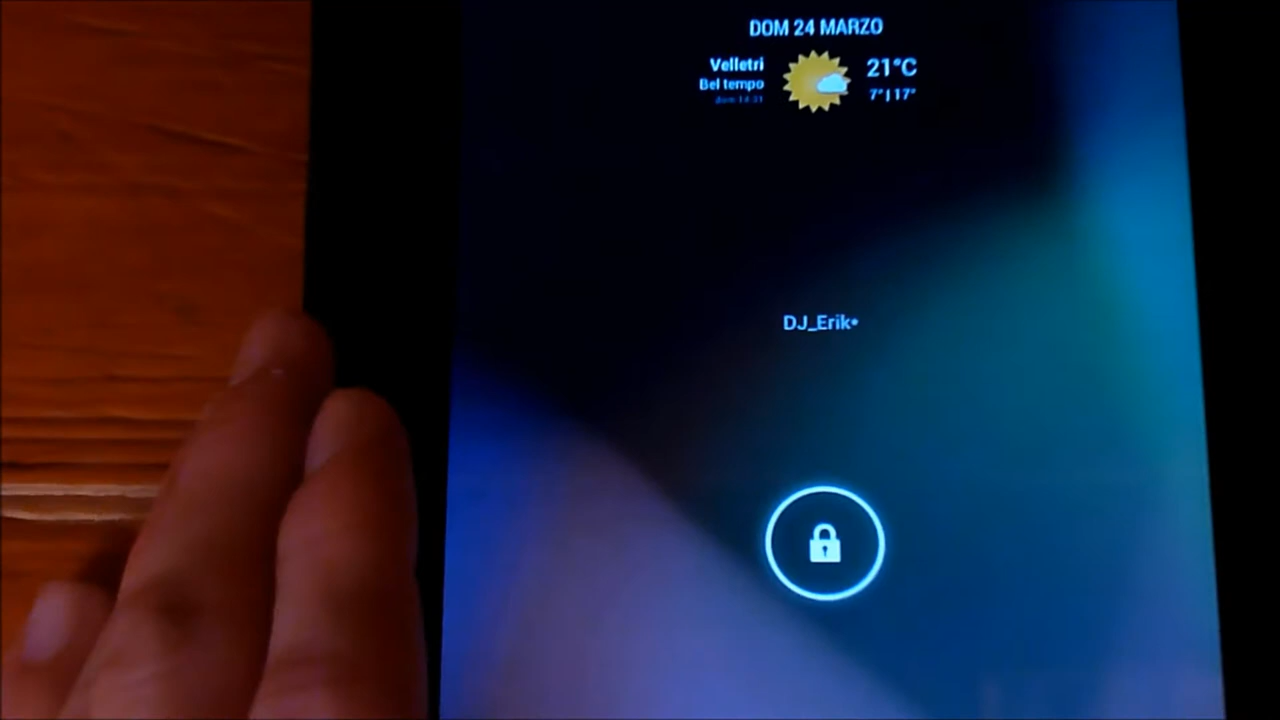 DOM 24 MARZO
Velletri
Bel tempo
21°C
7°|17°
DJ_Erik•